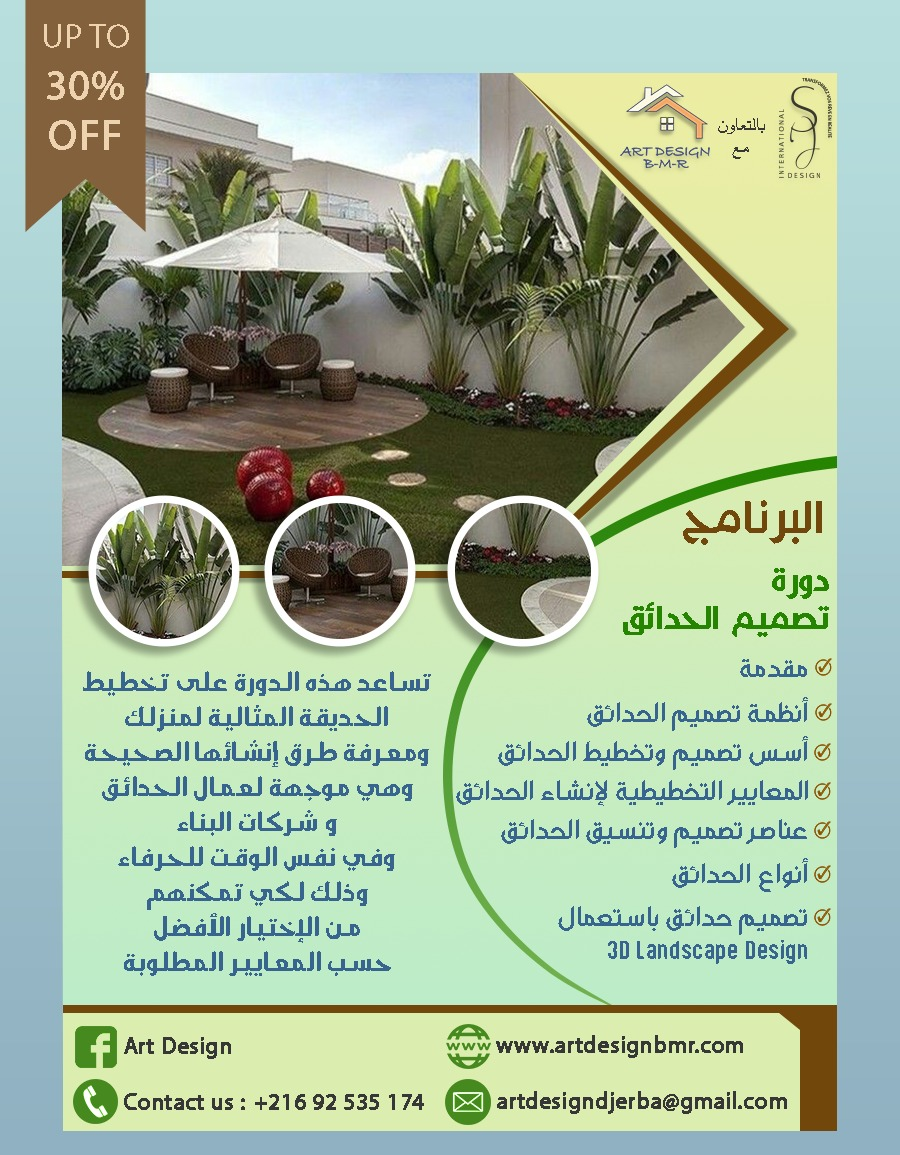 UP TO
30%
OFF
ART DESIGN
B-M-R
بالتعاون
مع
INTERNATIONAL
DESIGN
البرنامج
دورة
تصميم الحدائق
مقدمة
أنظمة تصميم الحدائق
أسس تصميم وتخطيط الحدائق
المعايير التخطيطية لإنشاء الحدائق
عناصر تصميم وتنسيق الحدائق
أنواع الحدائق
تصميم حدائق باستعمال
3D Landscape Design
تساعد هذه الدورة على تخطيط
الحديقة المثالية لمنزلك
ومعرفة طرق إنشائها الصحيحة
وهي موجهة لعمال الحدائق
و شركات البناء
وفي نفس الوقت للحرفاء
وذلك لكي تمكنهم
من الإختيار الأفضل
حسب المعايير المطلوبة
Art Design
www.artdesignbmr.com
Contact us : +216 92 535 174
artdesigndjerba@gmail.com